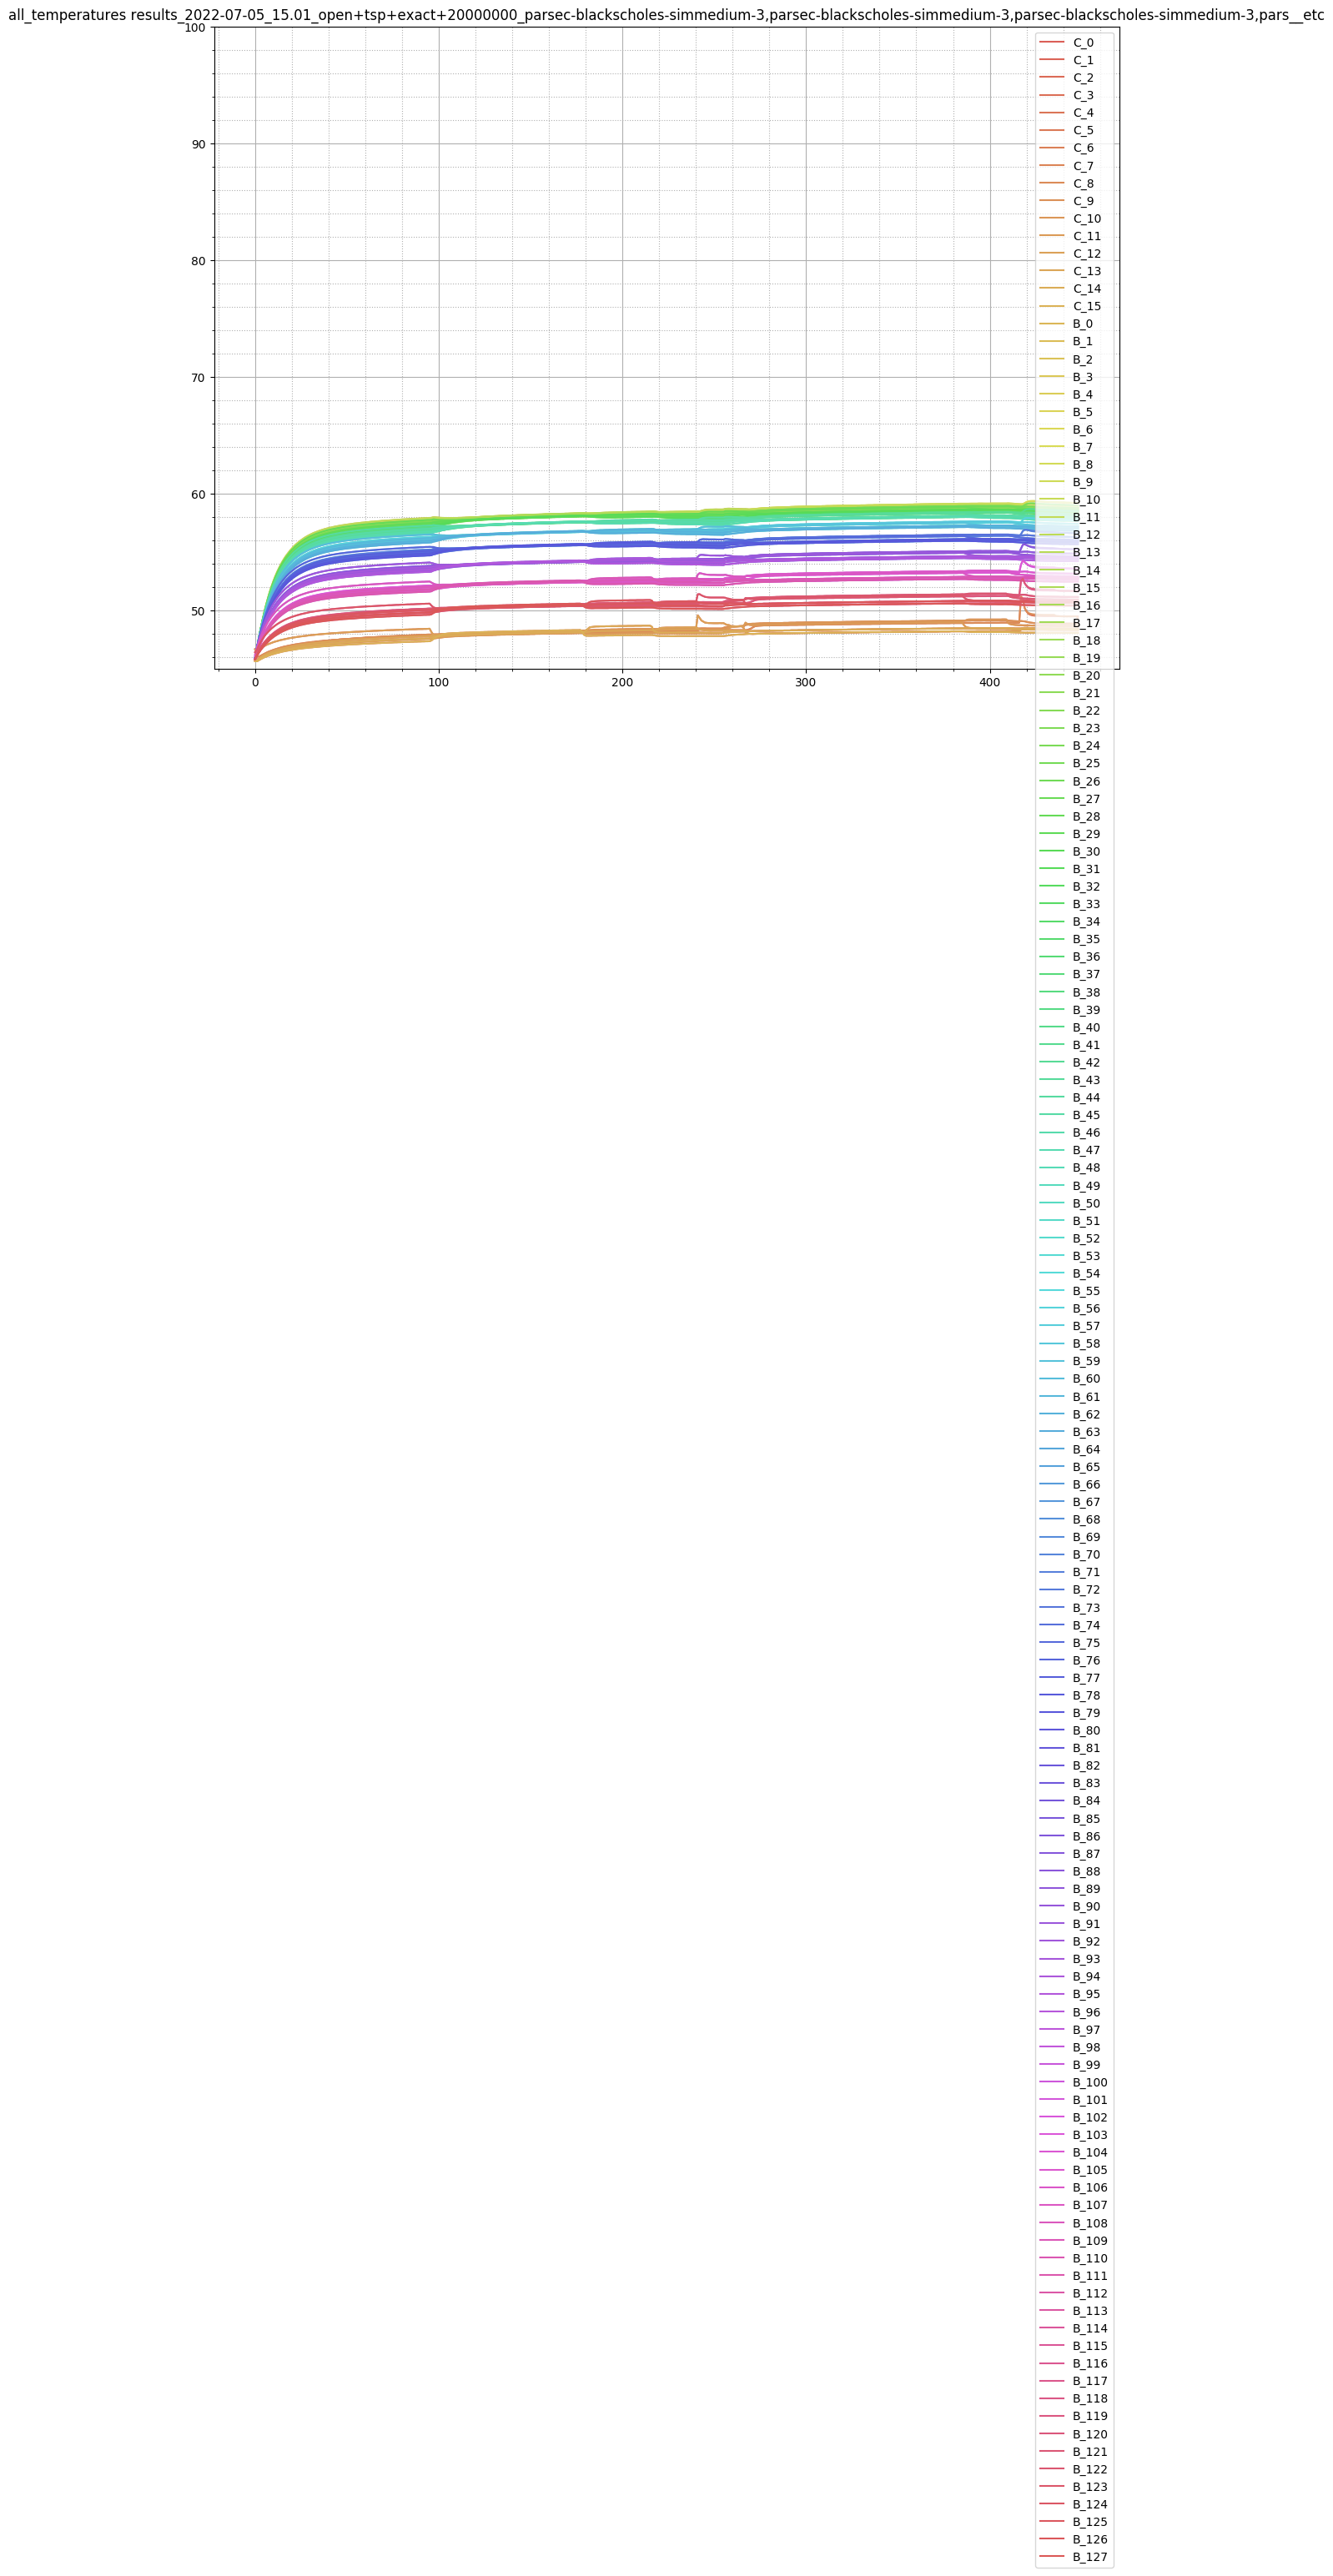 all_temperatures results_2022-07-05_15.01_open+tsp+exact+20000000_parsec-blackscholes-simmedium-3,parsec-blackscholes-simmedium-3,parsec-blackscholes-simmedium-3,pars__etc
100
90
80
70
60
50
0
100
200
300
400
C_0
C_1
C_2
C_3
C_4
C_5
C_6
C_7
C_8
C_9
C_10
C_11
C_12
C_13
C_14
C_15
B_0
B_1
B_2
B_3
B_4
B_5
B_6
B_7
B_8
B_9
B_10
B_11
B_12
B_13
B_14
B_15
B_16
B_17
B_18
B_19
B_20
B_21
B_22
B_23
B_24
B_25
B_26
B_27
B_28
B_29
B_30
B_31
B_32
B_33
B_34
B_35
B_36
B_37
B_38
B_39
B_40
B_41
B_42
B_43
B_44
B_45
B_46
B_47
B_48
B_49
B_50
B_51
B_52
B_53
B_54
B_55
B_56
B_57
B_58
B_59
B_60
B_61
B_62
B_63
B_64
B_65
B_66
B_67
B_68
B_69
B_70
B_71
B_72
B_73
B_74
B_75
B_76
B_77
B_78
B_79
B_80
B_81
B_82
B_83
B_84
B_85
B_86
B_87
B_88
B_89
B_90
B_91
B_92
B_93
B_94
B_95
B_96
B_97
B_98
B_99
B_100
B_101
B_102
B_103
B_104
B_105
B_106
B_107
B_108
B_109
B_110
B_111
B_112
B_113
B_114
B_115
B_116
B_117
B_118
B_119
B_120
B_121
B_122
B_123
B_124
B_125
B_126
B_127